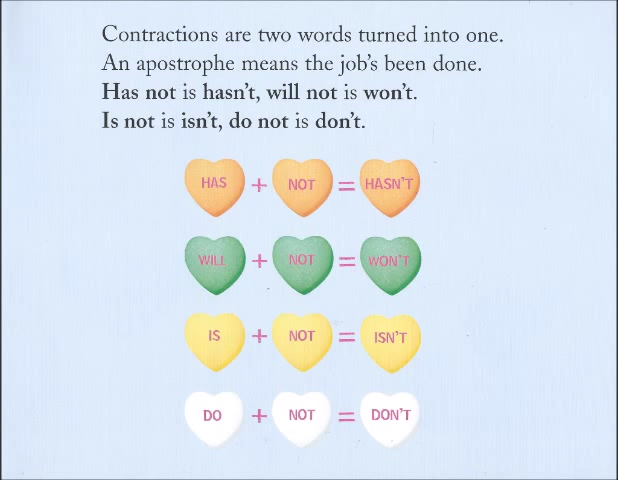 Contractions are two words turned into one.
An apostrophe means the job's been done.
Has not is hasn't, will not is won't.
Is not is isn't, do not is don't.
HAS + NOT = HASN'T
WILL + NOT = WON'T
IS + NOT = ISN'T
DO + NOT = DON'T